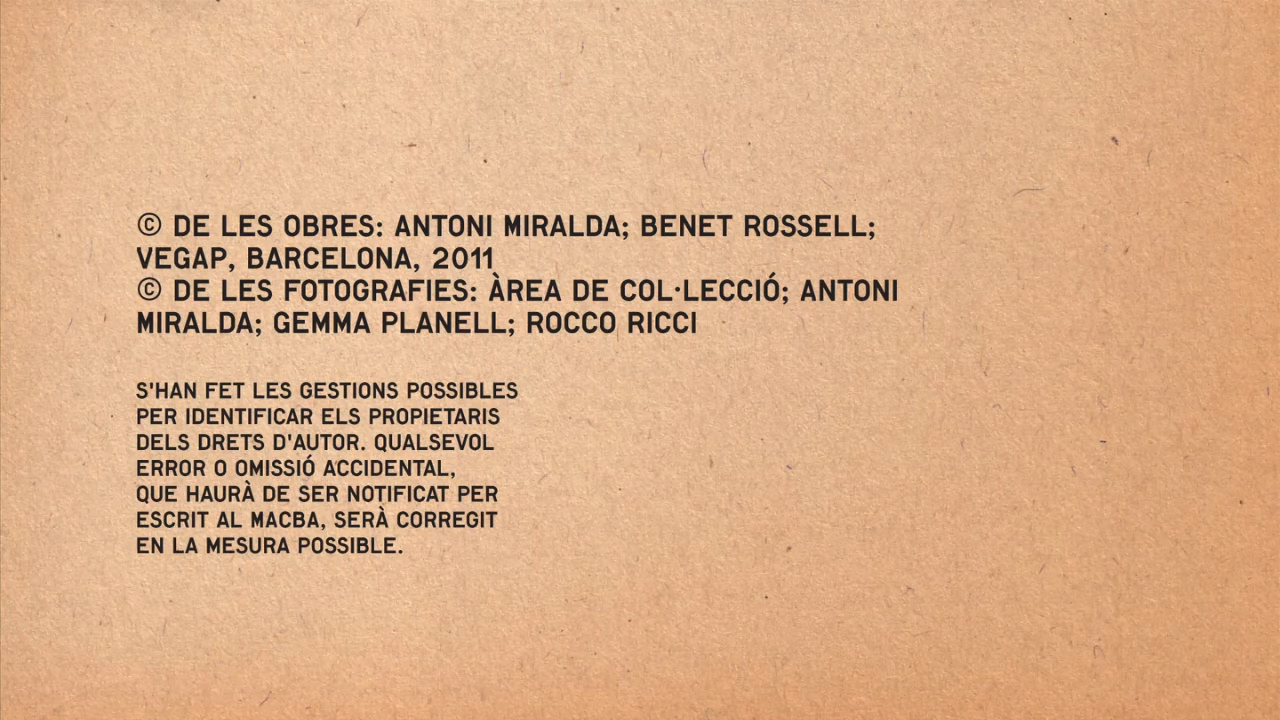 © DE LES OBRES: ANTONI MIRALDA; BENET ROSSELL;
VEGAP, BARCELONA, 2011
© DE LES FOTOGRAFIES: ÀREA DE COL·LECCIÓ; ANTONI
MIRALDA; GEMMA PLANELL; ROCCO RICCI
S'HAN FET LES GESTIONS POSSIBLES
PER IDENTIFICAR ELS PROPIETARIS
DELS DRETS D'AUTOR. QUALSEVOL
ERROR O OMISSIÓ ACCIDENTAL,
QUE HAURÀ DE SER NOTIFICAT PER
ESCRIT AL MACBA, SERÀ CORREGIT
EN LA MESURA POSSIBLE.